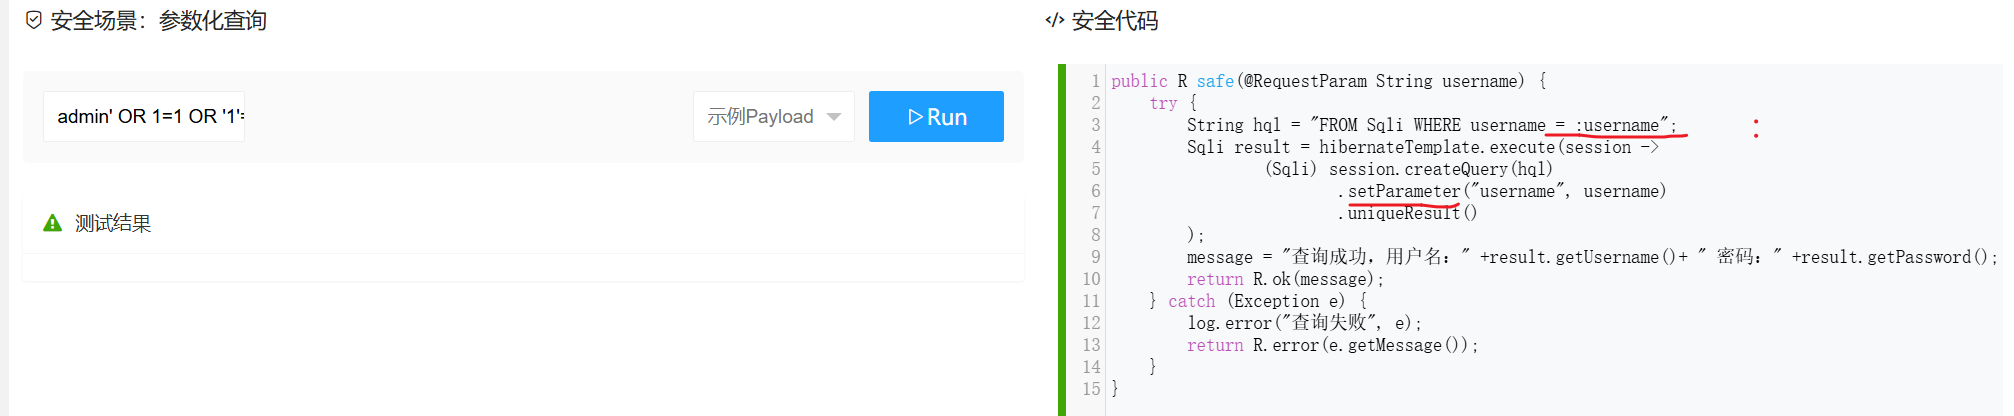 安全场景：参数化查询
admin' OR 1=1 OR '1'=
示例Payload
Run
测试结果
</> 安全代码
1 public R safe(@RequestParam String username) {
2 try {
3 String hql = "FROM Sqli WHERE username = :username";
:
4 Sqli result = hibernateTemplate.execute(session ->
5 (Sqli) session.createQuery(hql)
6 .setParameter("username", username)
7 .uniqueResult()
8 );
9 message = "查询成功，用户名：" +result.getUsername()+ " 密码：" +result.getPassword();
10 return R.ok(message);
11 } catch (Exception e) {
12 log.error("查询失败", e);
13 return R.error(e.getMessage());
14 }
15 }